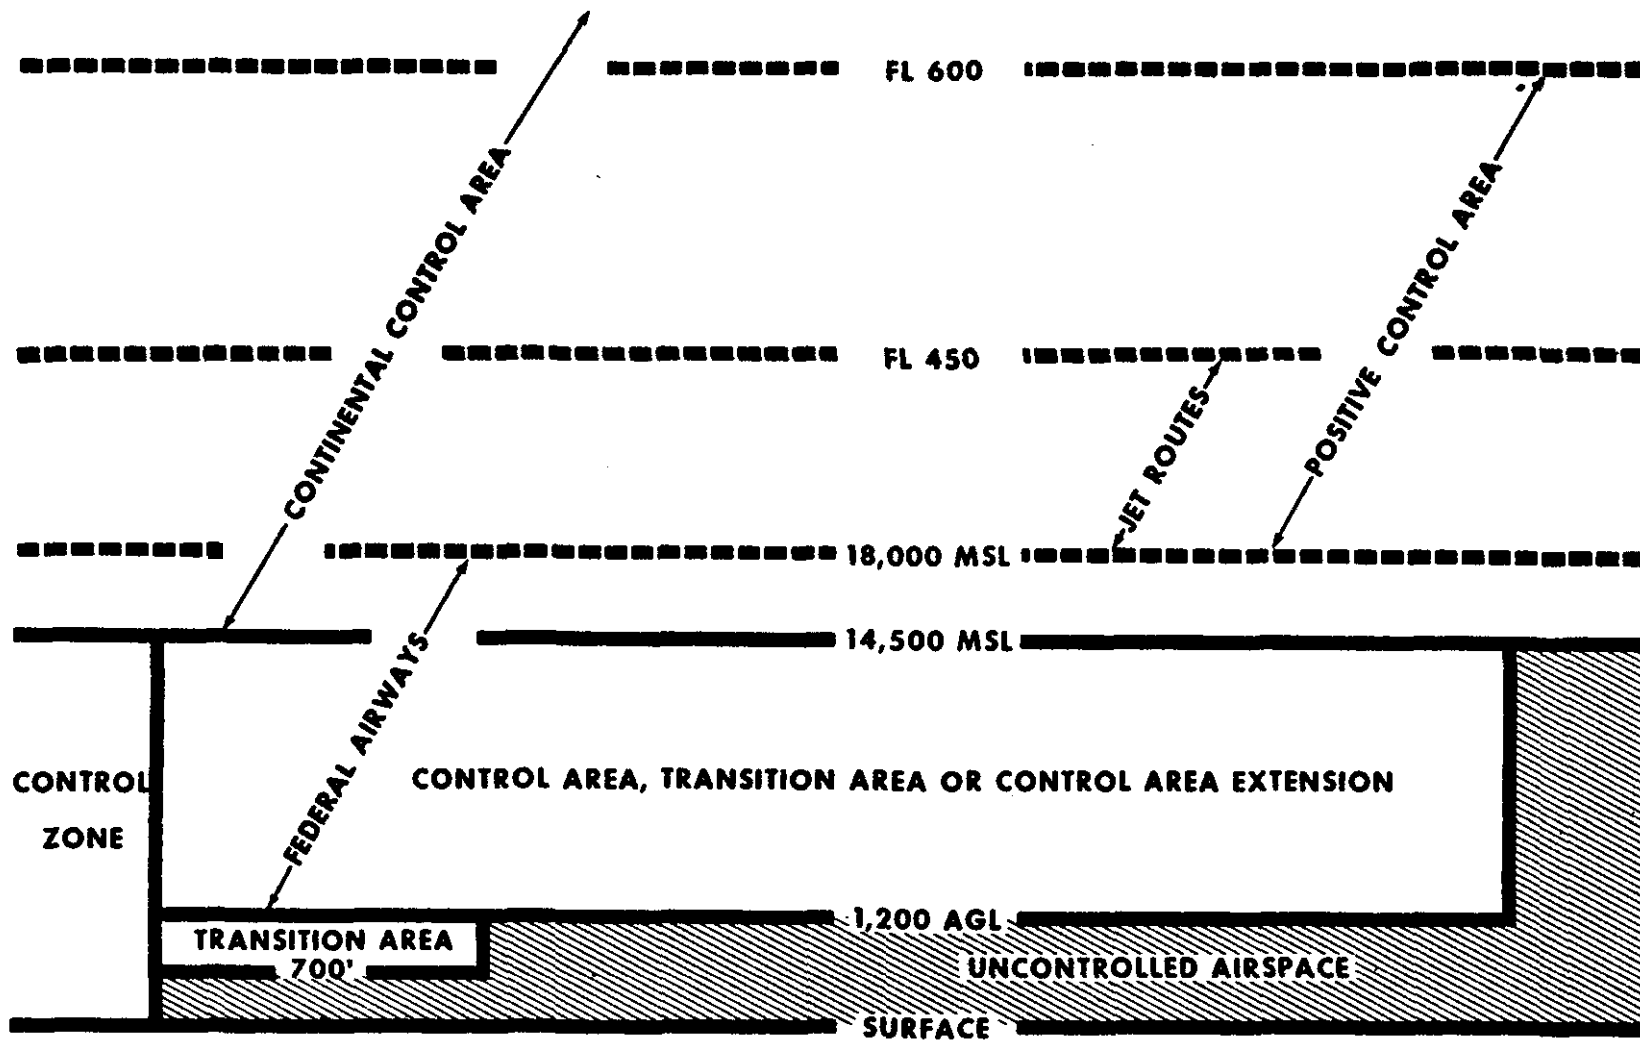 FL 600
CONTINENTAL CONTROL AREA
POSITIVE CONTROL AREA
FL 450
JET ROUTES
18,000 MSL
14,500 MSL
FEDERAL AIRWAYS
CONTROL
ZONE
CONTROL AREA, TRANSITION AREA OR CONTROL AREA EXTENSION
1,200 AGL
TRANSITION AREA
700'
UNCONTROLLED AIRSPACE
SURFACE